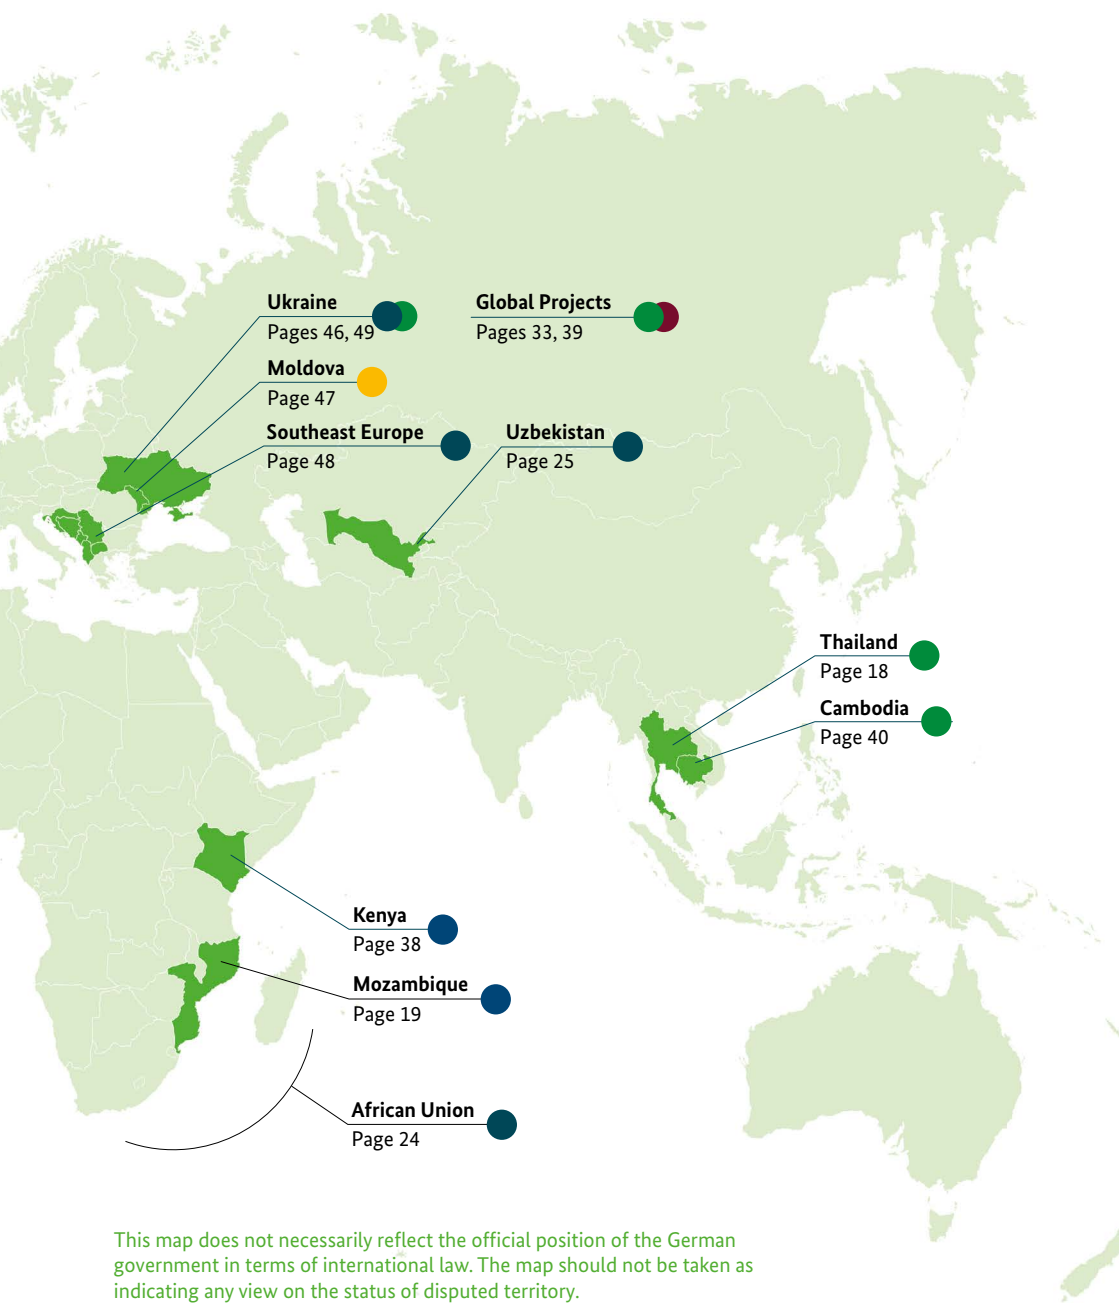 Ukraine
Pages 46, 49
Global Projects
Pages 33, 39
Moldova
Page 47
Southeast Europe
Page 48
Uzbekistan
Page 25
Thailand
Page 18
Cambodia
Page 40
Kenya
Page 38
Mozambique
Page 19
African Union
Page 24
This map does not necessarily reflect the official position of the German
government in terms of international law. The map should not be taken as
indicating any view on the status of disputed territory.